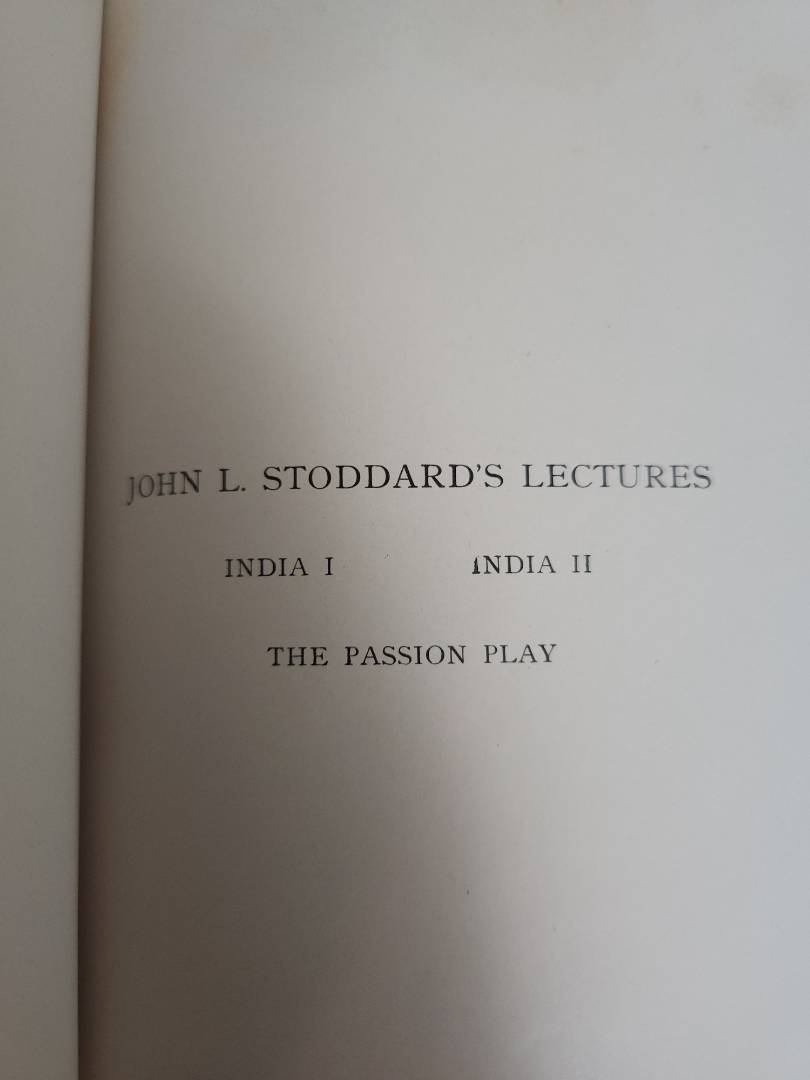 JOHN L. STODDARD'S LECTURES
INDIA I INDIA II
THE PASSION PLAY